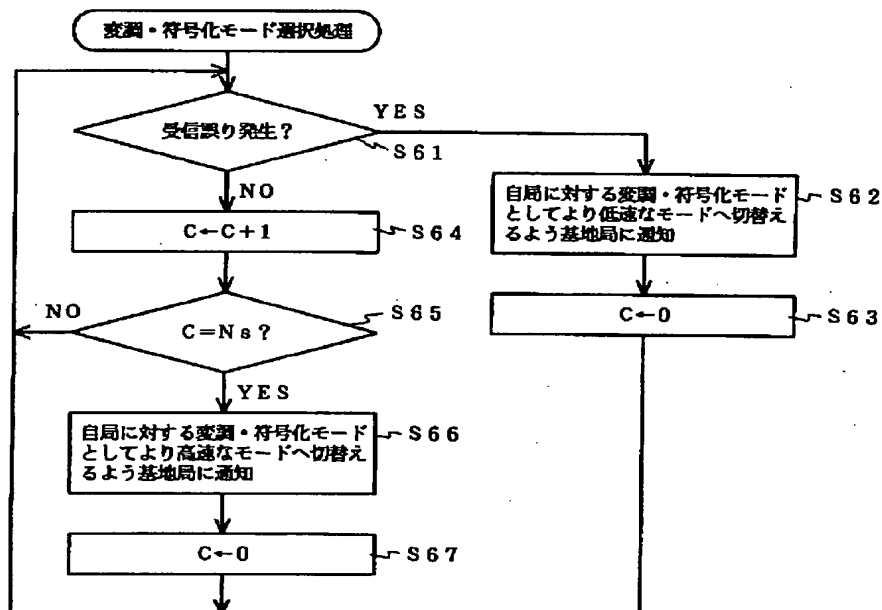 変調・符号化モード選択処理
受信誤り発生?
YES
S61
NO
自局に対する変調・符号化モード
としてより低速なモードへ切替え
るよう基地局に通知
S62
C←C+1
S64
C←0
S63
NO
C=Ns?
S65
YES
自局に対する変調・符号化モード
としてより高速なモードへ切替え
るよう基地局に通知
S66
C←0
S67